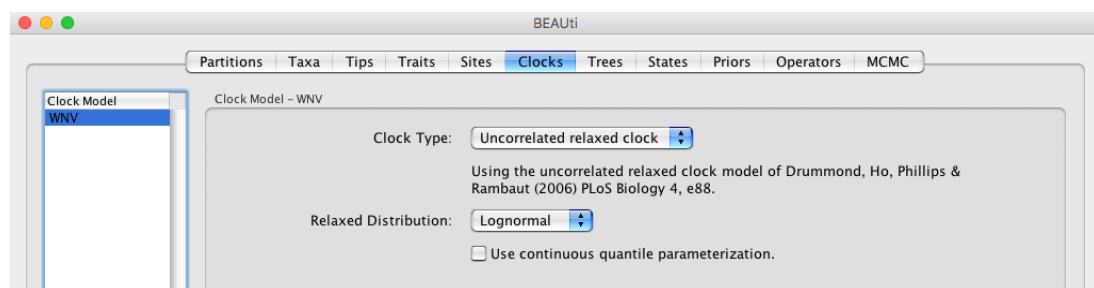 BEAUti
Partitions Taxa Tips Traits Sites Clocks Trees States Priors Operators MCMC
Clock Model
WNV
Clock Model – WNV
Clock Type: Uncorrelated relaxed clock
Using the uncorrelated relaxed clock model of Drummond, Ho, Phillips &
Rambaut (2006) PLoS Biology 4, e88.
Relaxed Distribution: Lognormal
Use continuous quantile parameterization.